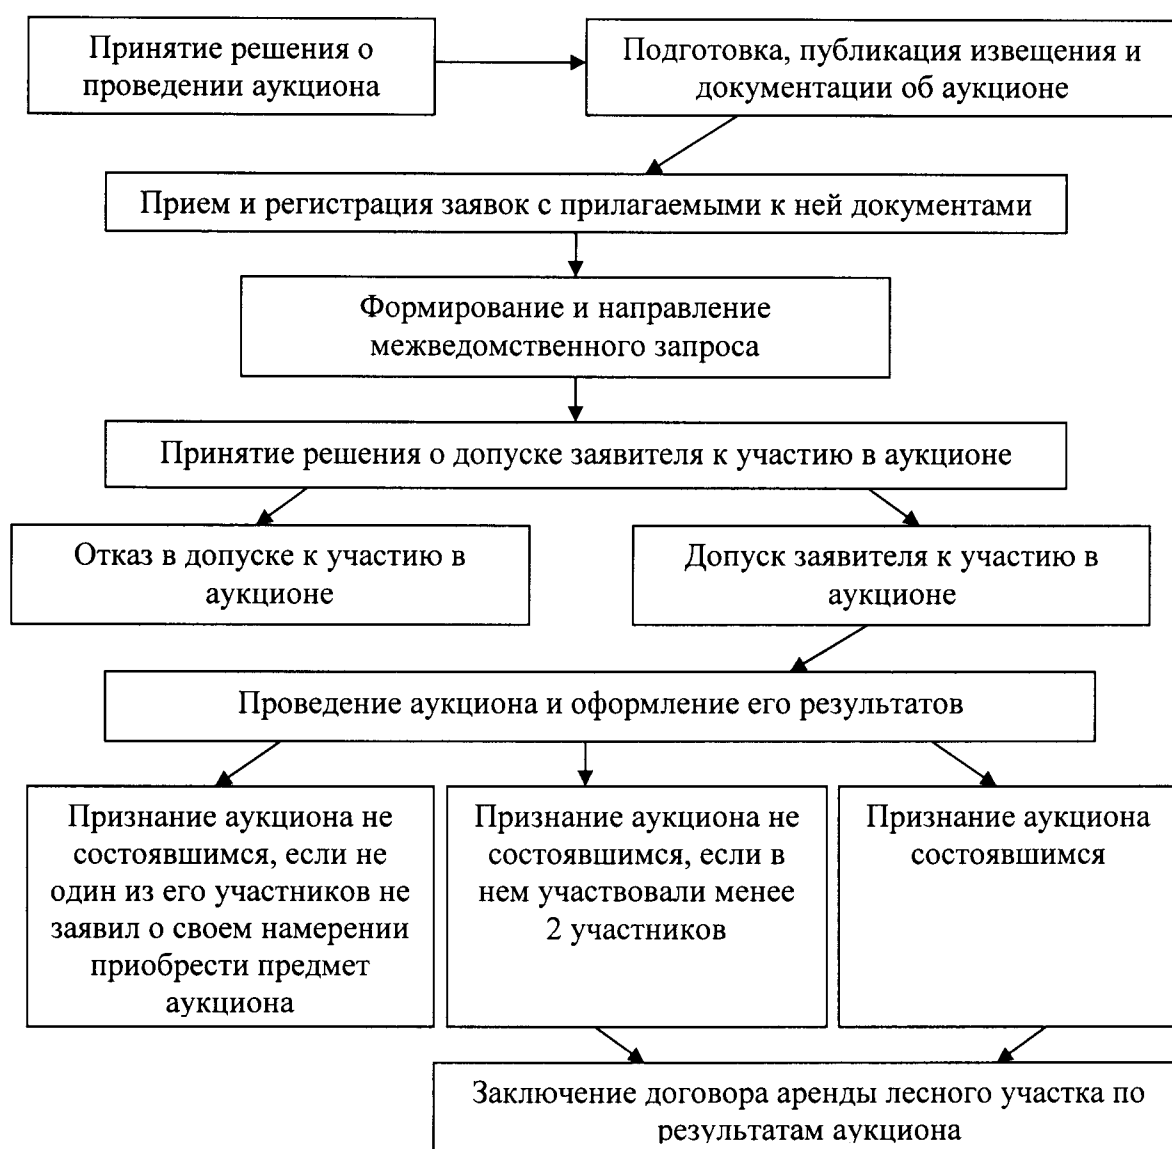 Принятие решения о
проведении аукциона
Подготовка, публикация извещения и
документации об аукционе
Прием и регистрация заявок с прилагаемыми к ней документами
Формирование и направление
межведомственного запроса
Принятие решения о допуске заявителя к участию в аукционе
Отказ в допуске к участию в
аукционе
Допуск заявителя к участию в
аукционе
Проведение аукциона и оформление его результатов
Признание аукциона не
состоявшимся, если не
один из его участников не
заявил о своем намерении
приобрести предмет
аукциона
Признание аукциона не
состоявшимся, если в
нем участвовали менее
2 участников
Признание аукциона
состоявшимся
Заключение договора аренды лесного участка по
результатам аукциона